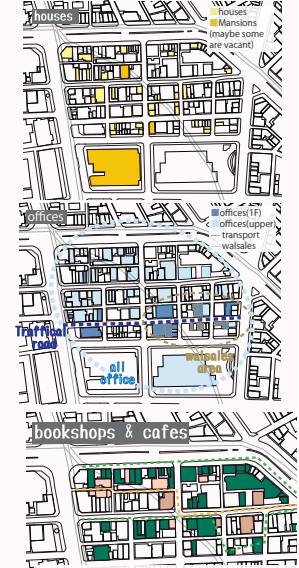 houses
houses
Mansions
(maybe some
are vacant)
offices
offices(1F)
offices(upper)
transport
walsales
Traffical
road
all
office
walsales
area
bookshops & cafes